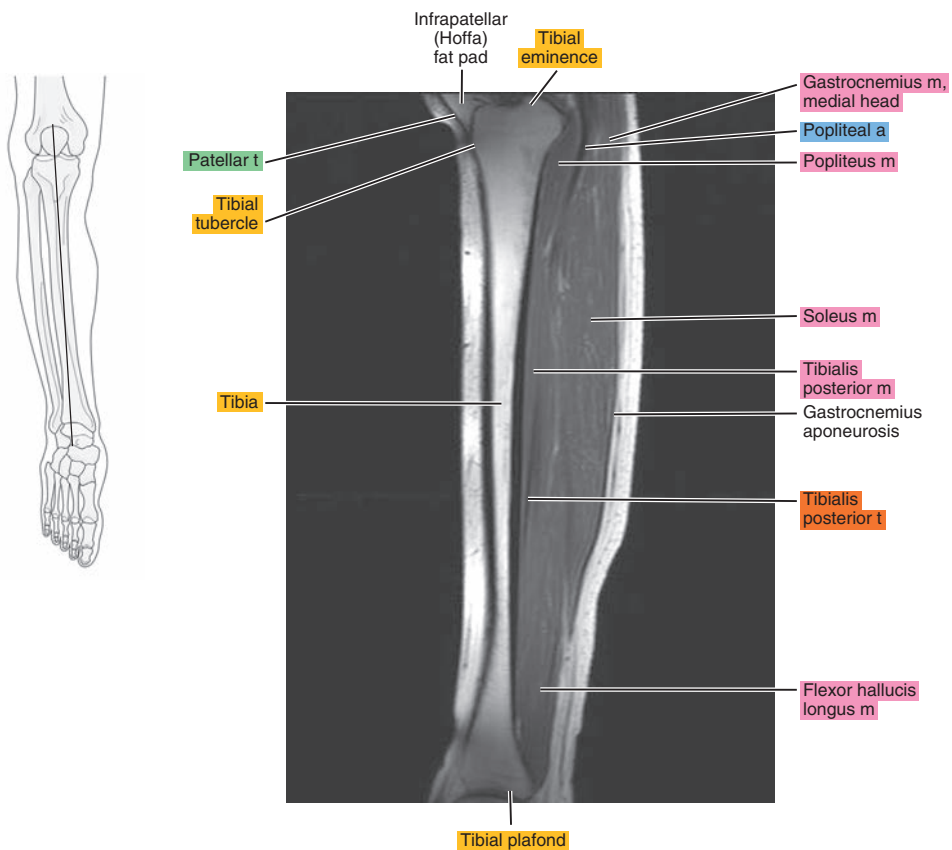 Infrapatellar
(Hoffa)
fat pad
Tibial
eminence
Gastrocnemius m,
medial head
Popliteal a
Patellar t
Popliteus m
Tibial
tubercle
Soleus m
Tibialis
posterior m
Tibia
Gastrocnemius
aponeurosis
Tibialis
posterior t
Flexor hallucis
longus m
Tibial plafond